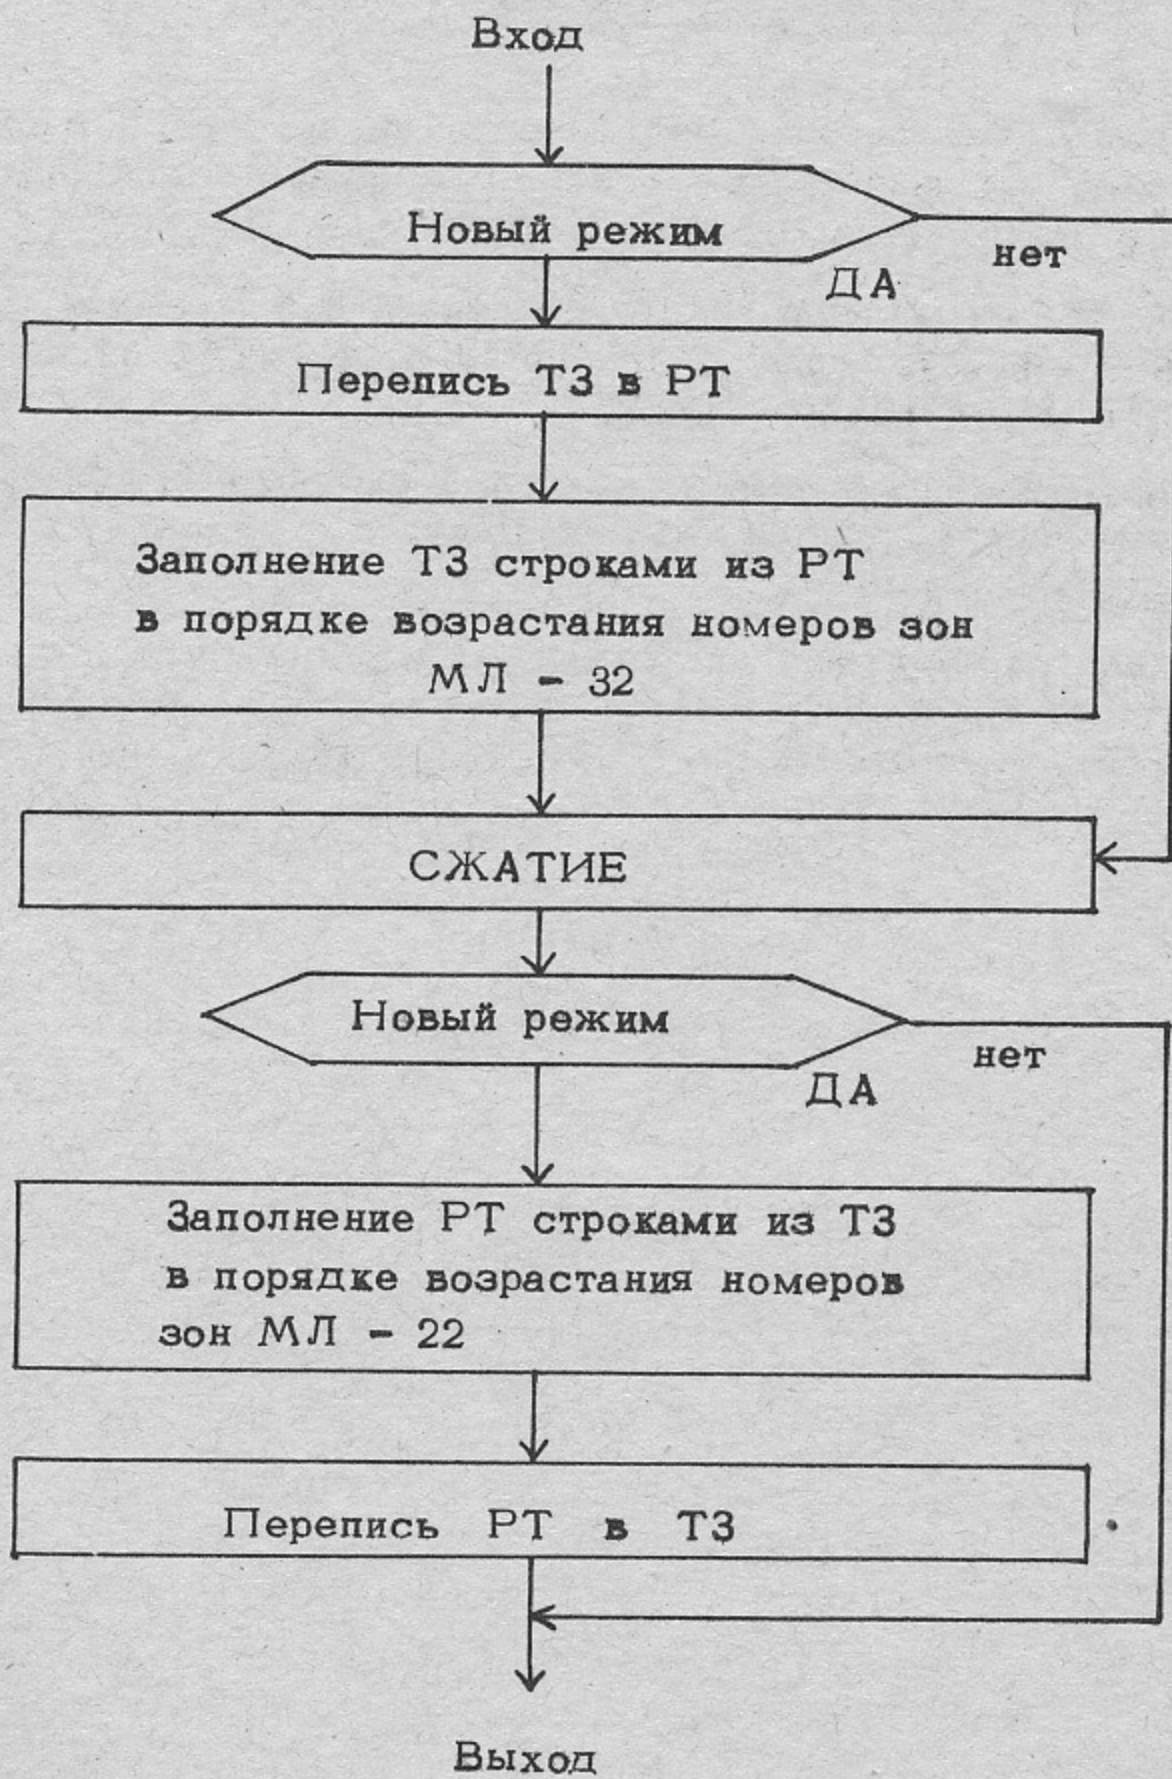 Вход
Новый режим
нет
ДА
Перепись ТЗ в РТ
Заполнение ТЗ строками из РТ
в порядке возрастания номеров зон
МЛ - 32
СЖАТИЕ
Новый режим
нет
ДА
Заполнение РТ строками из ТЗ
в порядке возрастания номеров
зон МЛ - 22
Перепись РТ в ТЗ
Выход